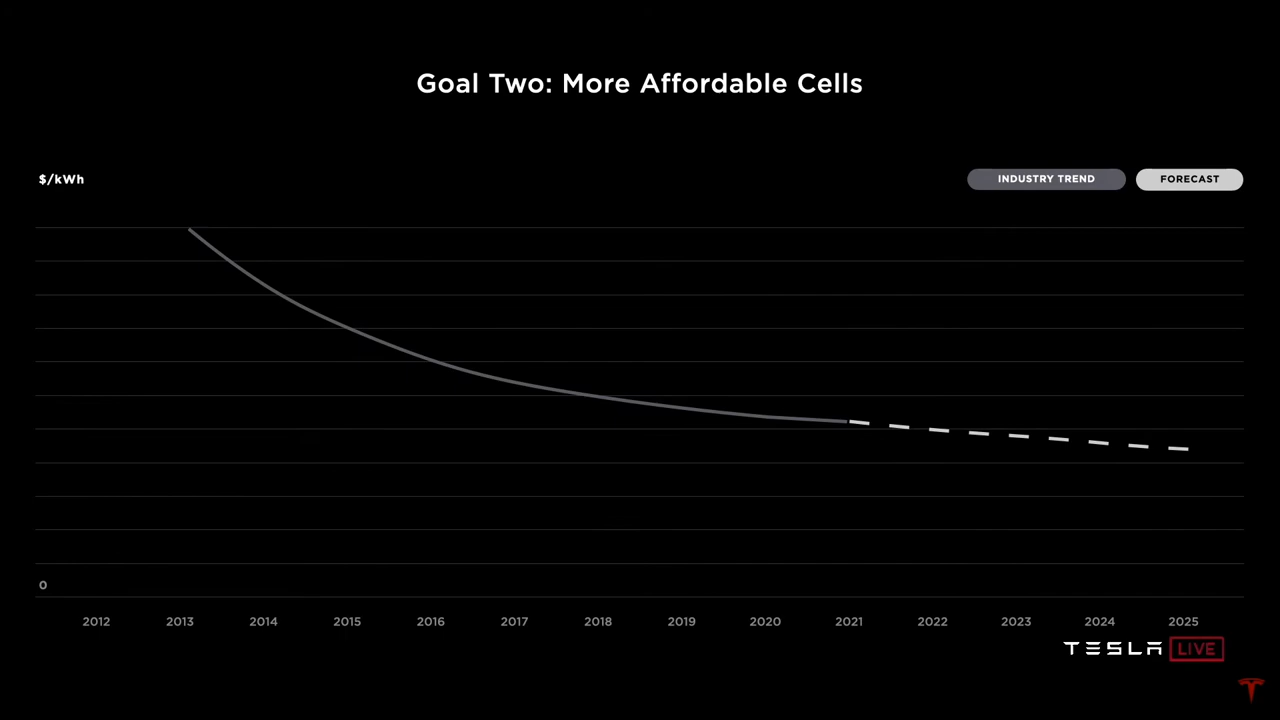 Goal Two: More Affordable Cells
$/kWh
INDUSTRY TREND
FORECAST
0
2012 2013 2014 2015 2016 2017 2018 2019 2020 2021 2022 2023 2024 2025
TESLA LIVE